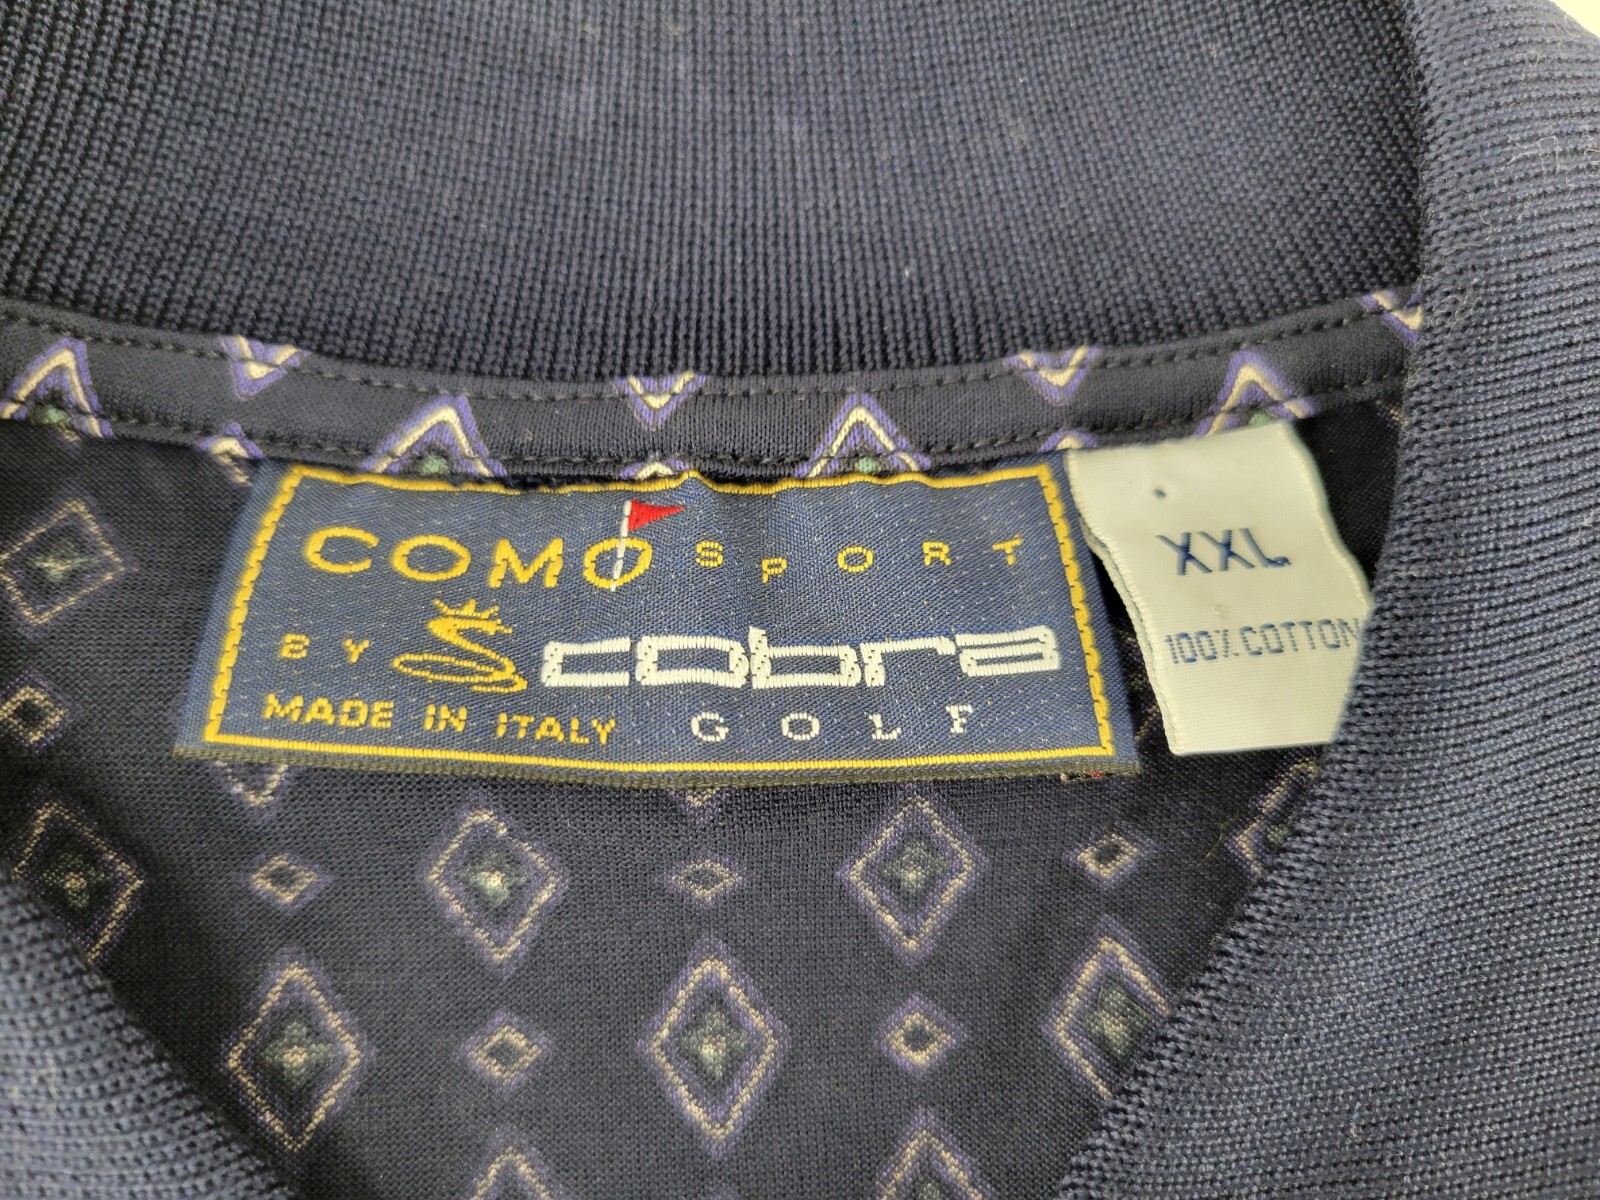 COMO SPORT
BY cobra
MADE IN ITALY GOLF
XXL
100% COTTON